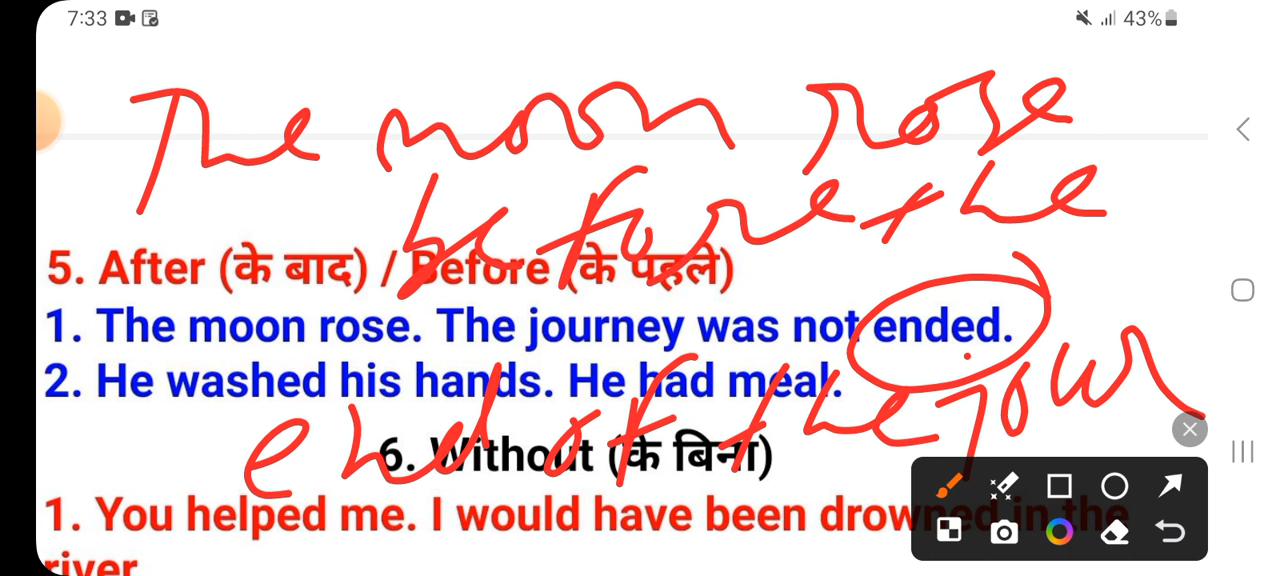 7:33
43%
The moon rose
before the
5. After (के बाद) / Before (के पहले)
1. The moon rose. The journey was not ended.
2. He washed his hands. He had meal.
end of the jour
6. Without (के बिना)
1. You helped me. I would have been drowned in the
river